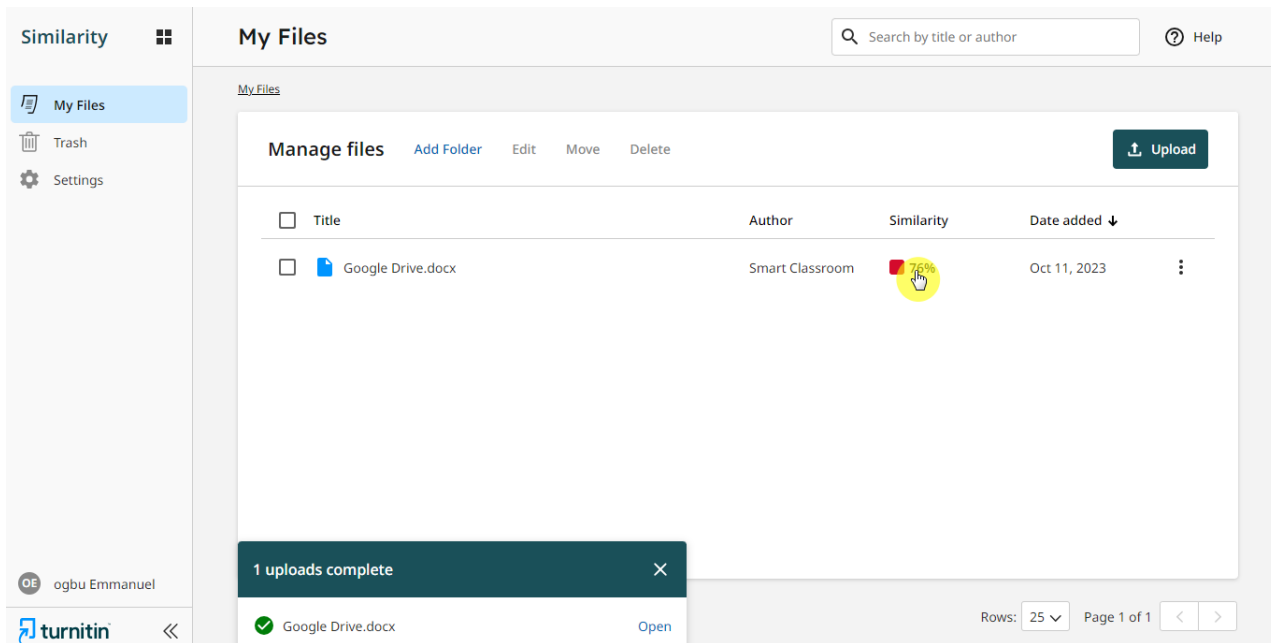 Similarity
My Files
Search by title or author
Help
My Files
Trash
Settings
My Files
Manage files
Add Folder
Edit
Move
Delete
Upload
Title
Author
Similarity
Date added
Google Drive.docx
Smart Classroom
76%
Oct 11, 2023
1 uploads complete
Google Drive.docx
Open
OE
ogbu Emmanuel
turnitin
Rows:
25
Page 1 of 1